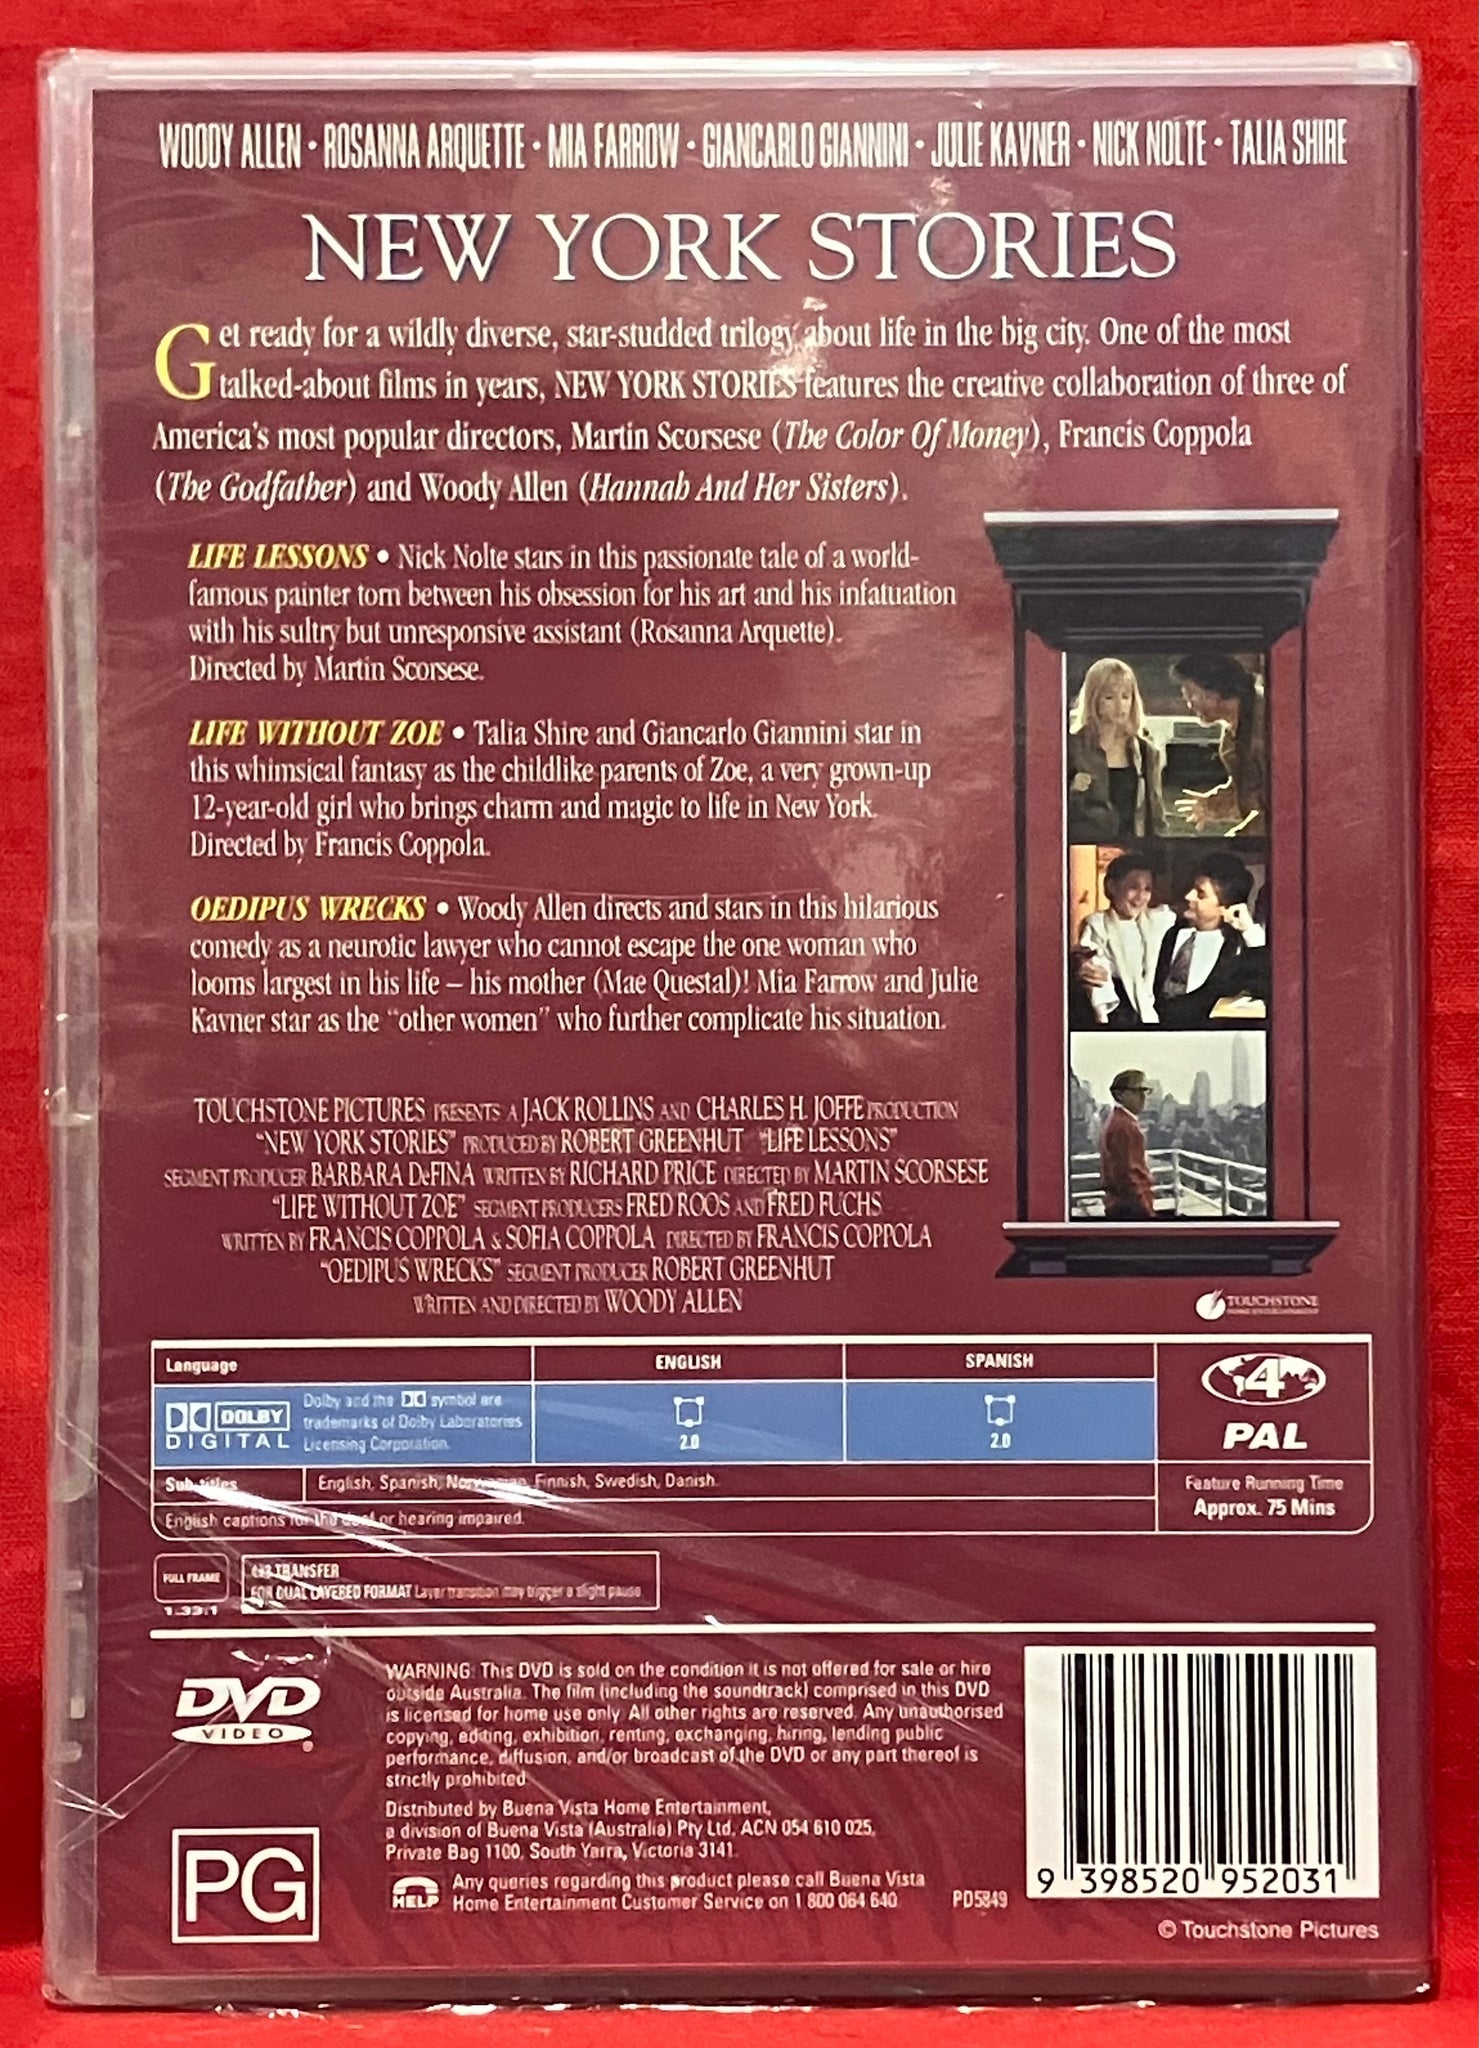 WOODY ALLEN • ROSANNA ARQUETTE • MIA FARROW • GIANCARLO GIANNINI • JULIE KAVNER • NICK NOLTE • TALIA SHIRE
NEW YORK STORIES
Get ready for a wildly diverse, star-studded trilogy about life in the big city. One of the most
talked-about films in years, NEW YORK STORIES features the creative collaboration of three of
America's most popular directors, Martin Scorsese (The Color Of Money), Francis Coppola
(The Godfather) and Woody Allen (Hannah And Her Sisters).
LIFE LESSONS • Nick Nolte stars in this passionate tale of a world-
famous painter torn between his obsession for his art and his infatuation
with his sultry but unresponsive assistant (Rosanna Arquette).
Directed by Martin Scorsese.
LIFE WITHOUT ZOE • Talia Shire and Giancarlo Giannini star in
this whimsical fantasy as the childlike parents of Zoe, a very grown-up
12-year-old girl who brings charm and magic to life in New York.
Directed by Francis Coppola.
OEDIPUS WRECKS • Woody Allen directs and stars in this hilarious
comedy as a neurotic lawyer who cannot escape the one woman who
looms largest in his life – his mother (Mae Questal)! Mia Farrow and Julie
Kavner star as the "other women" who further complicate his situation.
TOUCHSTONE PICTURES PRESENTS A JACK ROLLINS AND CHARLES H. JOFFE PRODUCTION
"NEW YORK STORIES" PRODUCED BY ROBERT GREENHUT "LIFE LESSONS"
SEGMENT PRODUCER BARBARA DeFINA WRITTEN BY RICHARD PRICE DIRECTED BY MARTIN SCORSESE
"LIFE WITHOUT ZOE" SEGMENT PRODUCERS FRED ROOS AND FRED FUCHS
WRITTEN BY FRANCIS COPPOLA & SOFIA COPPOLA DIRECTED BY FRANCIS COPPOLA
"OEDIPUS WRECKS" SEGMENT PRODUCER ROBERT GREENHUT
WRITTEN AND DIRECTED BY WOODY ALLEN
TOUCHSTONE
HOME ENTERTAINMENT
Language ENGLISH SPANISH
DOLBY DIGITAL
Dolby and the symbol are
trademarks of Dolby Laboratories
Licensing Corporation.
2.0 2.0
4
PAL
Subtitles English, Spanish, Norwegian, Finnish, Swedish, Danish.
English captions for the deaf or hearing impaired.
Feature Running Time
Approx. 75 Mins
FULL FRAME
1.33:1
4x3 TRANSFER
FOR DUAL LAYERED FORMAT Layer transition may trigger a slight pause.
DVD
VIDEO
WARNING: This DVD is sold on the condition it is not offered for sale or hire
outside Australia. The film (including the soundtrack) comprised in this DVD
is licensed for home use only. All other rights are reserved. Any unauthorised
copying, editing, exhibition, renting, exchanging, hiring, lending public
performance, diffusion, and/or broadcast of the DVD or any part thereof is
strictly prohibited.
Distributed by Buena Vista Home Entertainment,
a division of Buena Vista (Australia) Pty Ltd, ACN 054 610 025,
Private Bag 1100, South Yarra, Victoria 3141.
HELP
Any queries regarding this product please call Buena Vista
Home Entertainment Customer Service on 1 800 064 640.
PD5849
PG
9 398520 952031
© Touchstone Pictures